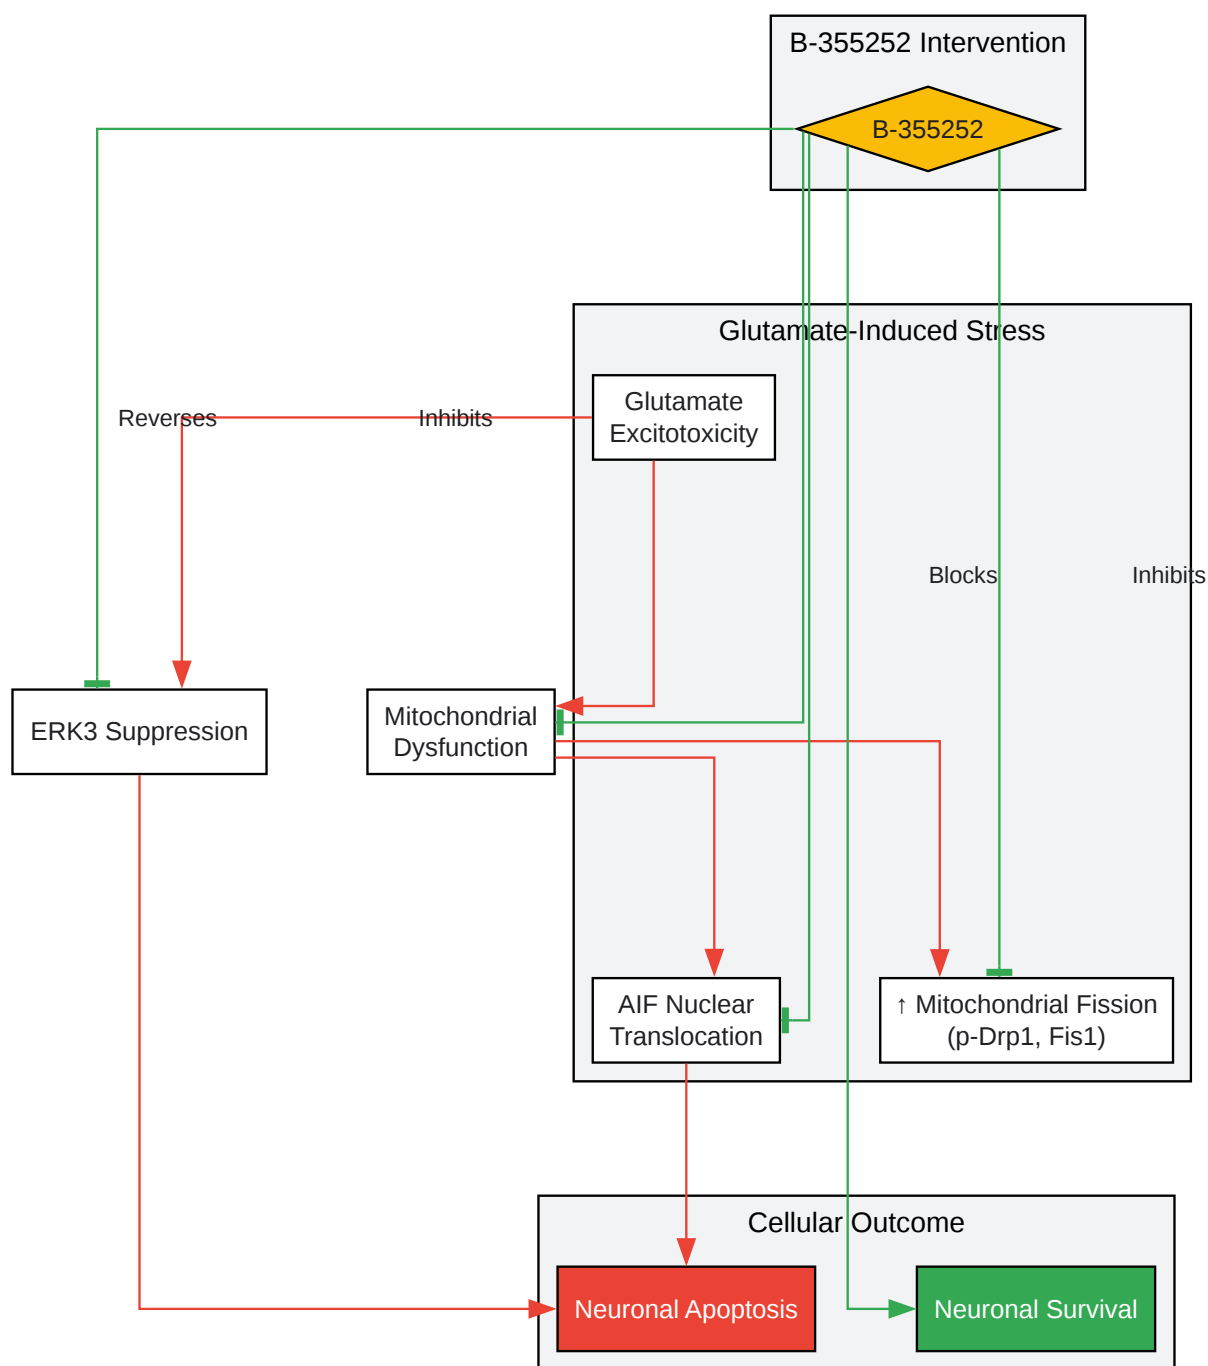 B-355252 Intervention
B-355252
Glutamate-Induced Stress
Glutamate
Excitotoxicity
Reverses
Inhibits
Blocks
Inhibits
ERK3 Suppression
Mitochondrial
Dysfunction
AIF Nuclear
Translocation
↑ Mitochondrial Fission
(p-Drp1, Fis1)
Cellular Outcome
Neuronal Apoptosis
Neuronal Survival